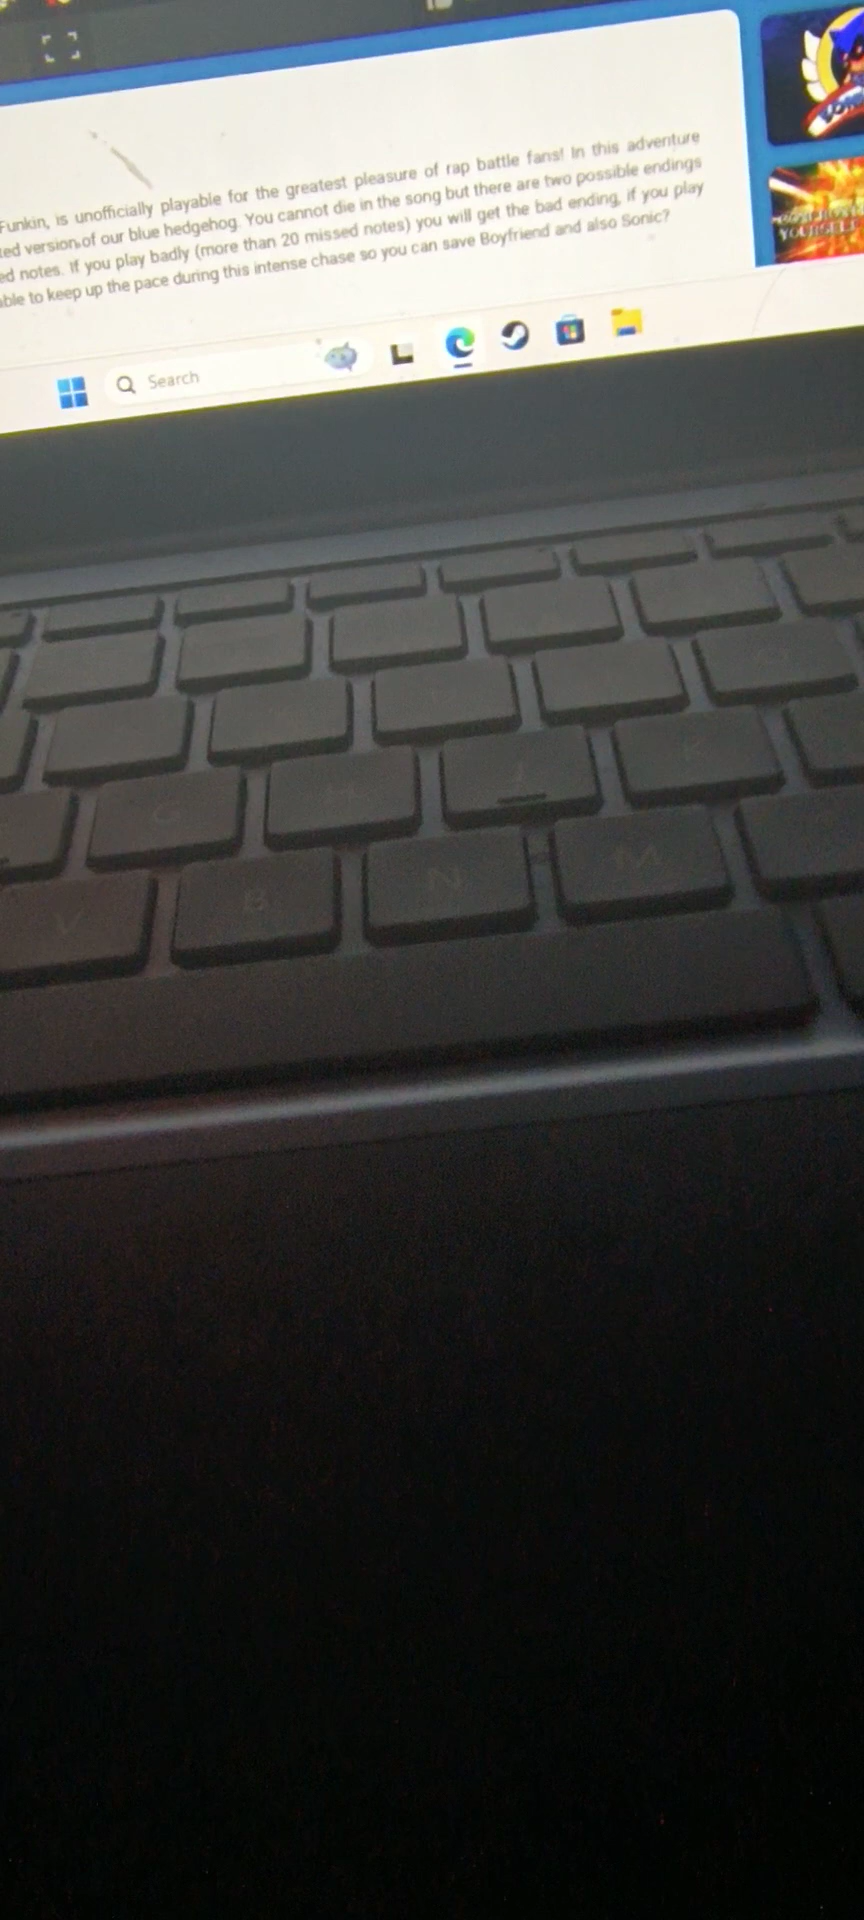 Funkin, is unofficially playable for the greatest pleasure of rap battle fans! In this adventure
ted version of our blue hedgehog. You cannot die in the song but there are two possible endings
ed notes. If you play badly (more than 20 missed notes) you will get the bad ending, if you play
able to keep up the pace during this intense chase so you can save Boyfriend and also Sonic?
YOURSELF
Search
G
H
J
K
V
B
N
M